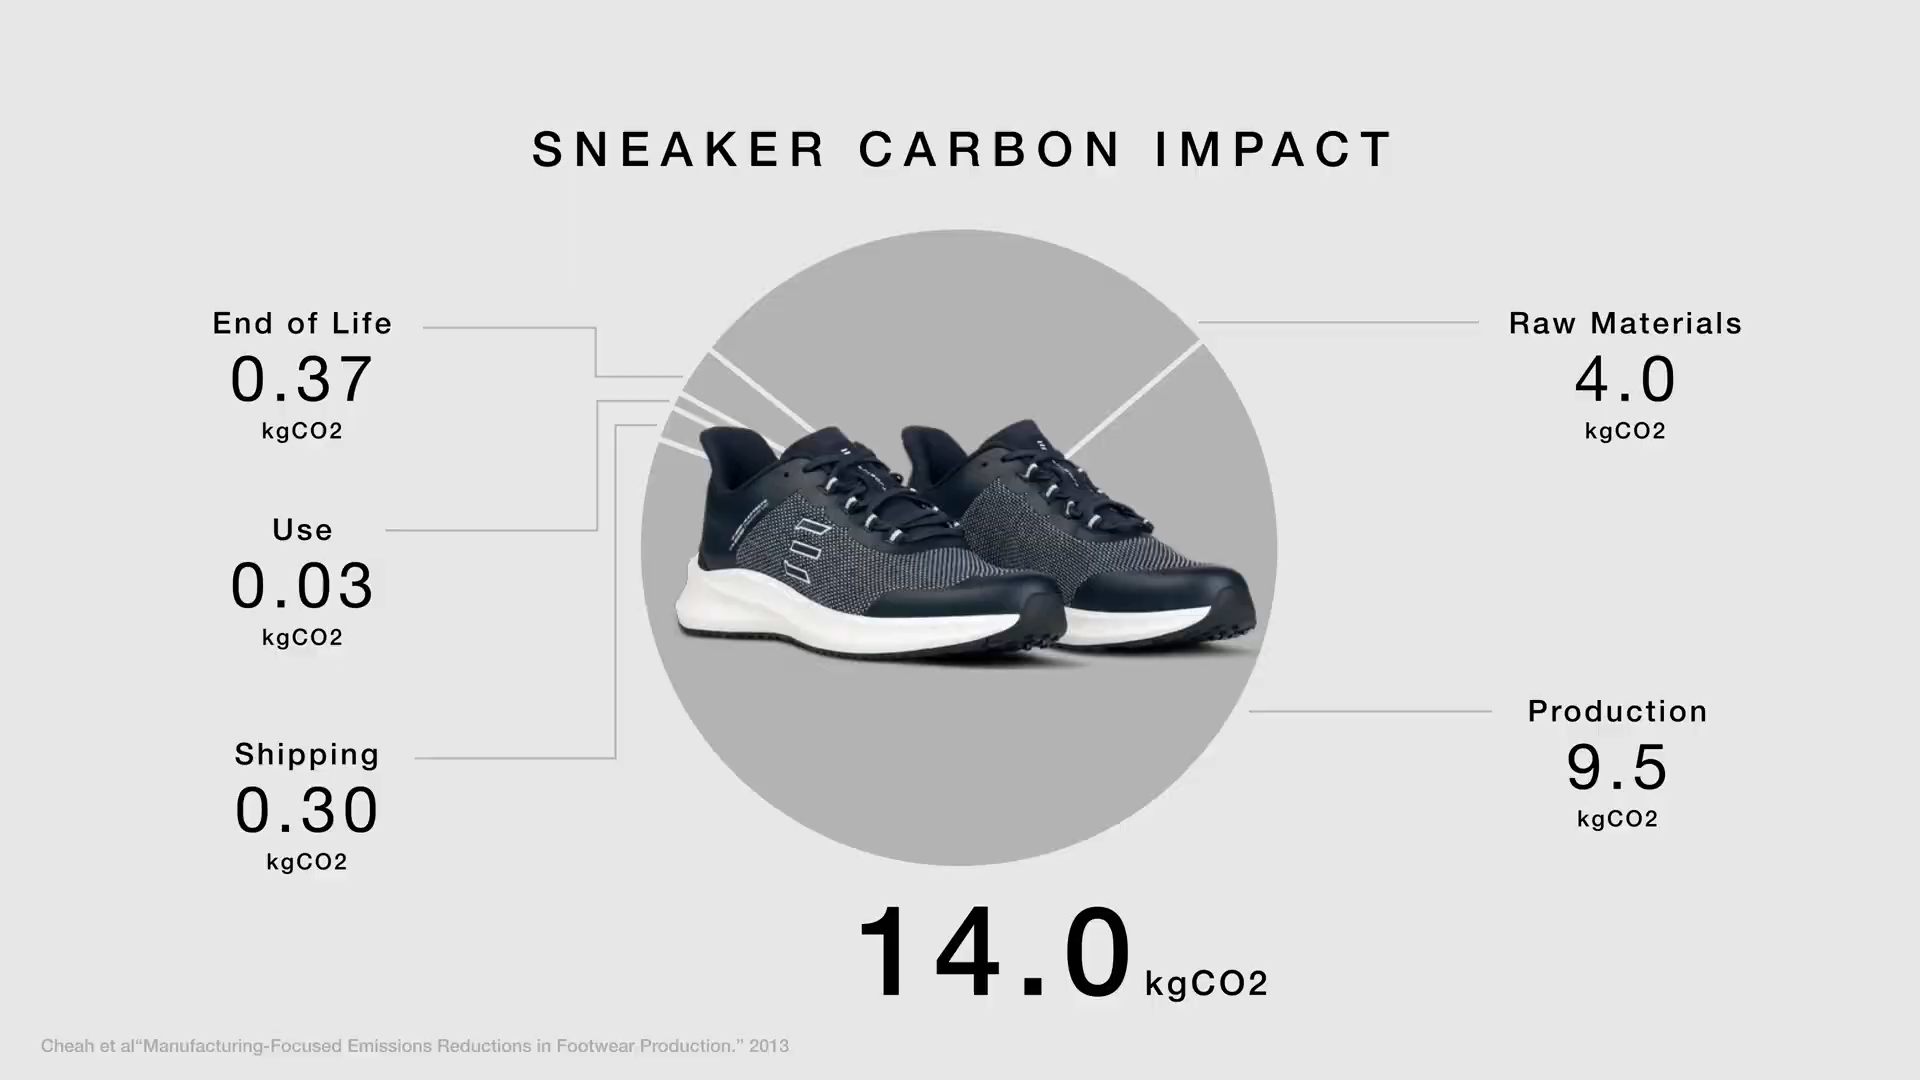 SNEAKER CARBON IMPACT
End of Life
0.37
kgCO2
Use
0.03
kgCO2
Shipping
0.30
kgCO2
Raw Materials
4.0
kgCO2
Production
9.5
kgCO2
14.0 kgCO2
Cheah et al“Manufacturing-Focused Emissions Reductions in Footwear Production.” 2013